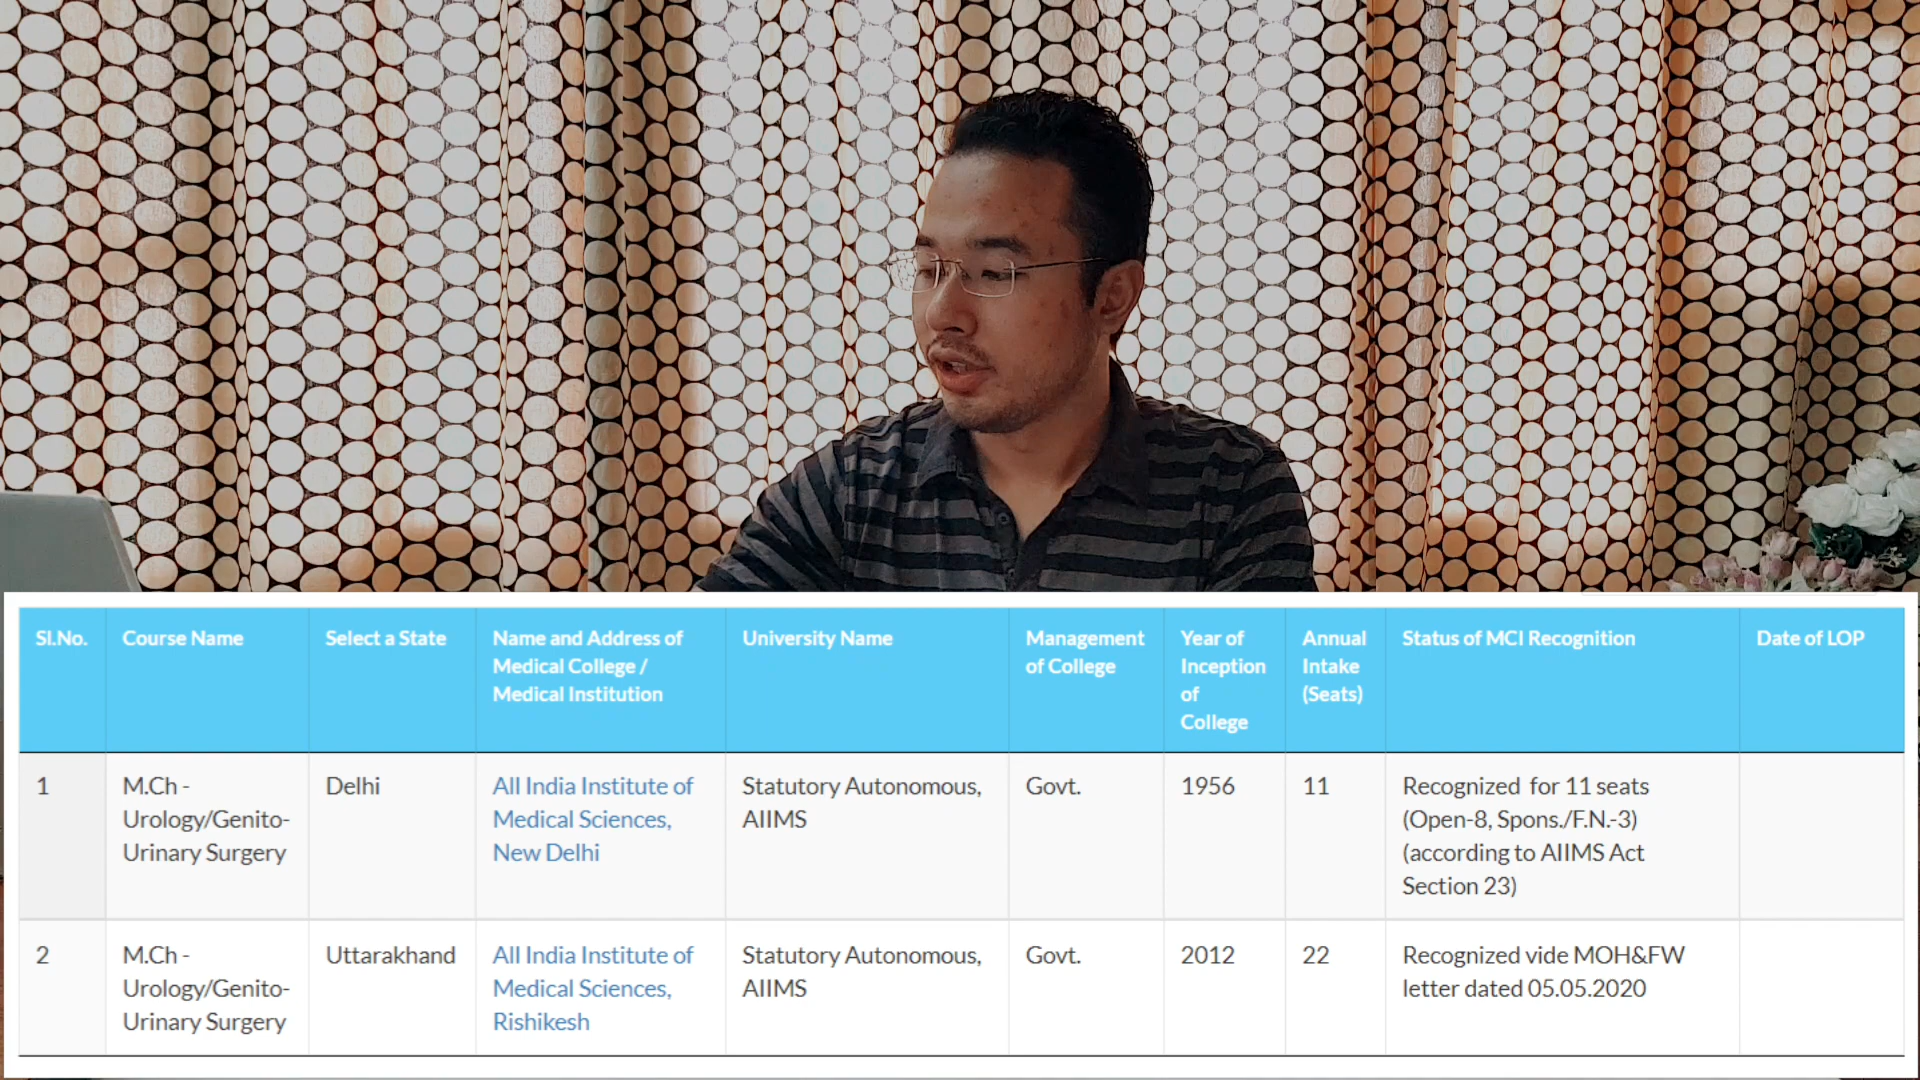 Sl.No. Course Name Select a State Name and Address of University Name Management Year of Annual Status of MCI Recognition Date of LOP
Medical College / of College Inception Intake
Medical Institution of (Seats)
College
1 M.Ch - Delhi All India Institute of Statutory Autonomous, Govt. 1956 11 Recognized for 11 seats
Urology/Genito- Medical Sciences, AIIMS (Open-8, Spons./F.N.-3)
Urinary Surgery New Delhi (according to AIIMS Act
Section 23)
2 M.Ch - Uttarakhand All India Institute of Statutory Autonomous, Govt. 2012 22 Recognized vide MOH&FW
Urology/Genito- Medical Sciences, AIIMS letter dated 05.05.2020
Urinary Surgery Rishikesh